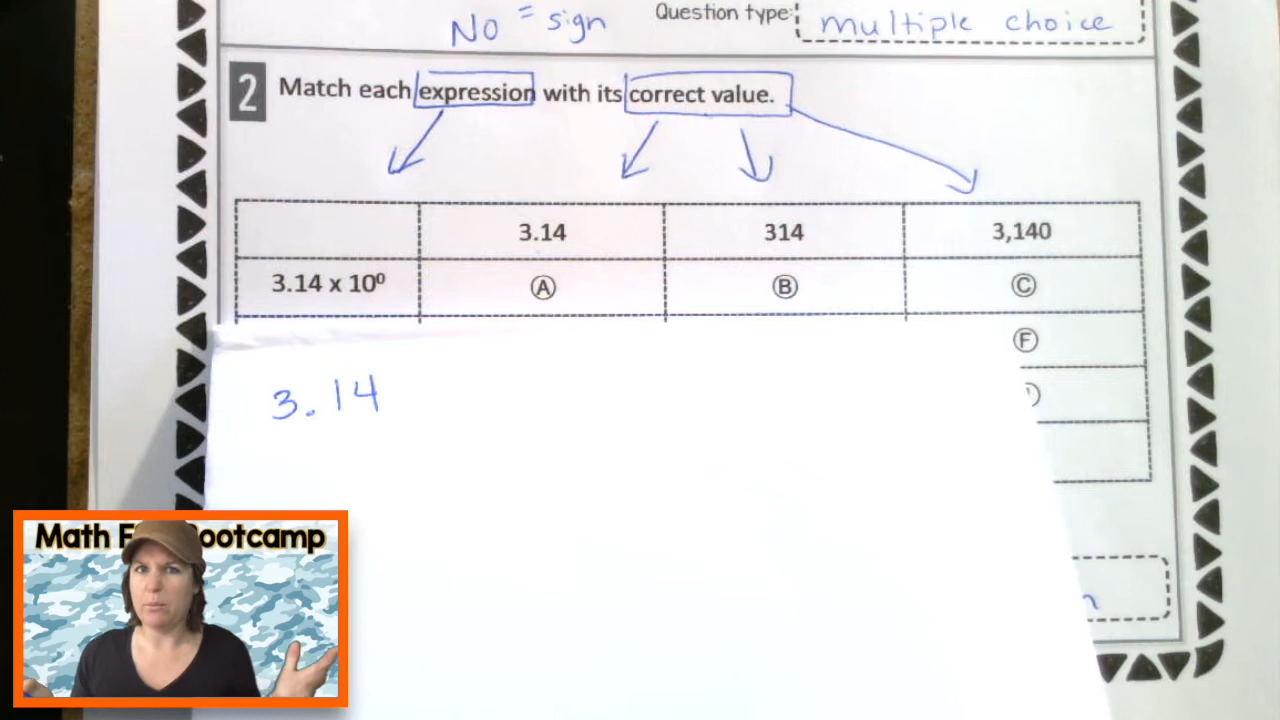 No = sign
Question type: multiple choice
2 Match each expression with its correct value.
3.14 314 3,140
3.14 x 10⁰ Ⓐ Ⓑ Ⓒ
Ⓕ
3.14
Math Bootcamp